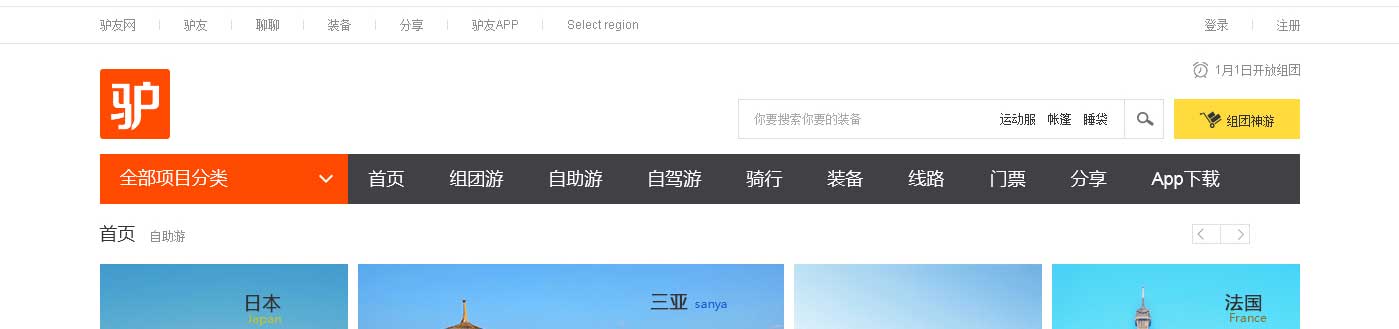 驴友网 驴友 聊聊 装备 分享 驴友APP Select region 登录 注册
1月1日开放组团
驴
你要搜索你要的装备 运动服 帐篷 睡袋 组团神游
全部项目分类 首页 组团游 自助游 自驾游 骑行 装备 线路 门票 分享 App下载
首页 自助游
日本 三亚 sanya 法国
Japan France